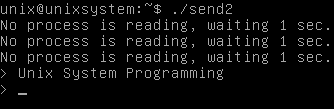 unix@unixsystem:~$ ./send2
No process is reading, waiting 1 sec.
No process is reading, waiting 1 sec.
No process is reading, waiting 1 sec.
> Unix System Programming
> _